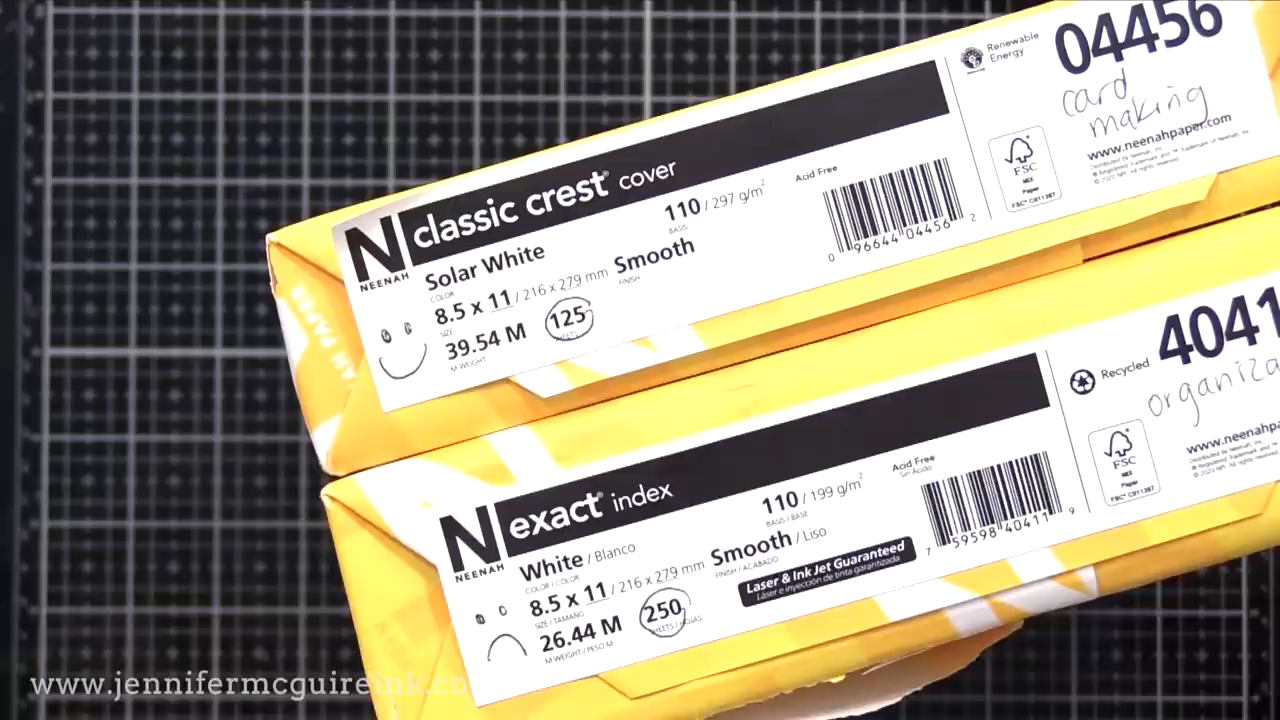 04456
Renewable
Energy
card
making
www.neenahpaper.com
FSC
MIX
Paper
FSC® C011387
classic crest® cover
N
NEENAH
Acid Free
110 / 297 g/m²
BASIS
Solar White
COLOR
Smooth
FINISH
8.5 x 11 / 216 x 279 mm
SIZE
125
39.54 M
M WEIGHT
0 96644 04456 2
Recycled
organiza
www.neenahpa
FSC
MIX
Paper
FSC® C011387
exact® index
N
NEENAH
Acid Free
Sin Acido
110 / 199 g/m²
BASIS / BASE
White / Blanco
COLOR / COLOR
Smooth / Liso
FINISH / ACABADO
8.5 x 11 / 216 x 279 mm
SIZE / TAMAÑO
250
26.44 M
M WEIGHT / PESO M
Laser & Ink Jet Guaranteed
Láser e inyección de tinta garantizada
7 59598 40411 9
www.jennifermcguireink.co